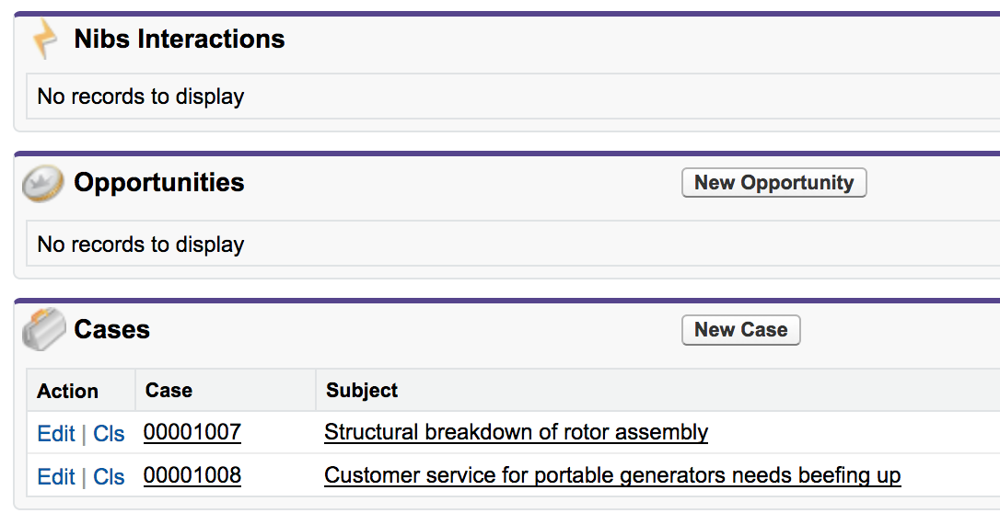 Nibs Interactions
No records to display
Opportunities New Opportunity
No records to display
Cases New Case
Action Case Subject
Edit | Cls 00001007 Structural breakdown of rotor assembly
Edit | Cls 00001008 Customer service for portable generators needs beefing up